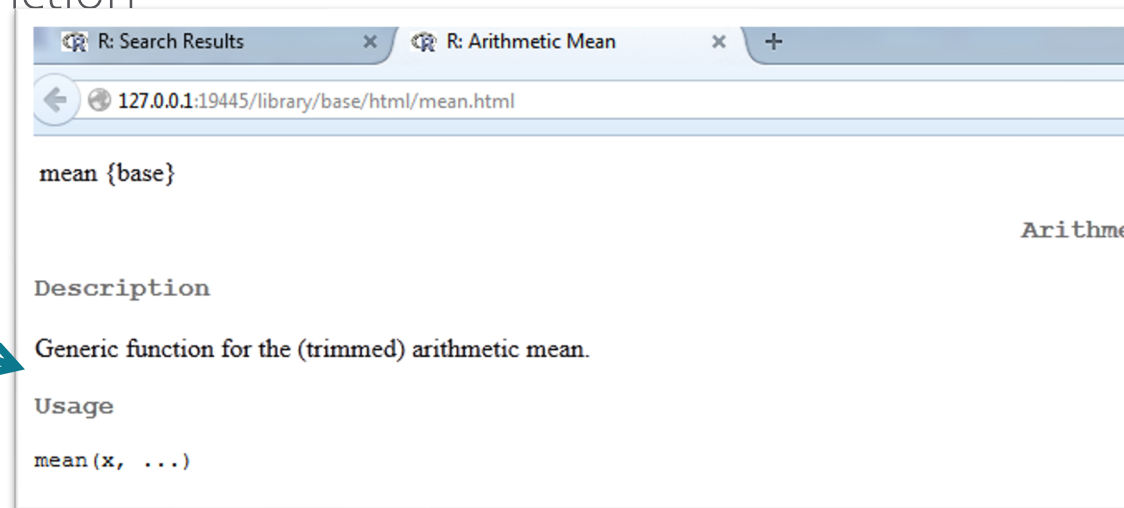 R: Search Results × R: Arithmetic Mean × +
127.0.0.1:19445/library/base/html/mean.html
mean {base}
Description
Generic function for the (trimmed) arithmetic mean.
Usage
mean(x, ...)